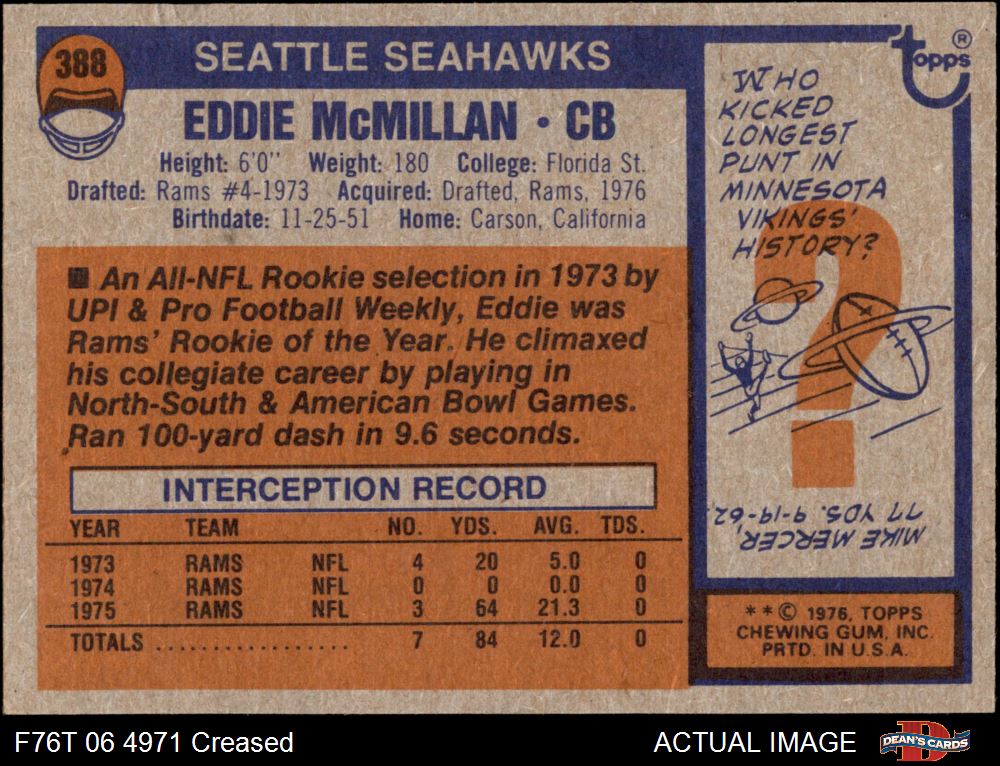 388
SEATTLE SEAHAWKS
EDDIE McMILLAN • CB
Height: 6'0" Weight: 180 College: Florida St.
Drafted: Rams #4-1973 Acquired: Drafted, Rams, 1976
Birthdate: 11-25-51 Home: Carson, California
■ An All-NFL Rookie selection in 1973 by
UPI & Pro Football Weekly, Eddie was
Rams' Rookie of the Year. He climaxed
his collegiate career by playing in
North-South & American Bowl Games.
Ran 100-yard dash in 9.6 seconds.
INTERCEPTION RECORD
YEAR TEAM NO. YDS. AVG. TDS.
1973 RAMS NFL 4 20 5.0 0
1974 RAMS NFL 0 0 0.0 0
1975 RAMS NFL 3 64 21.3 0
TOTALS ................. 7 84 12.0 0
topps®
WHO
KICKED
LONGEST
PUNT IN
MINNESOTA
VIKINGS'
HISTORY?
?
MIKE MERCER,
77 YDS. 9-19-62.
**© 1976, TOPPS
CHEWING GUM, INC.
PRTD. IN U.S.A.
F76T 06 4971 Creased
ACTUAL IMAGE
D
DEAN'S CARDS